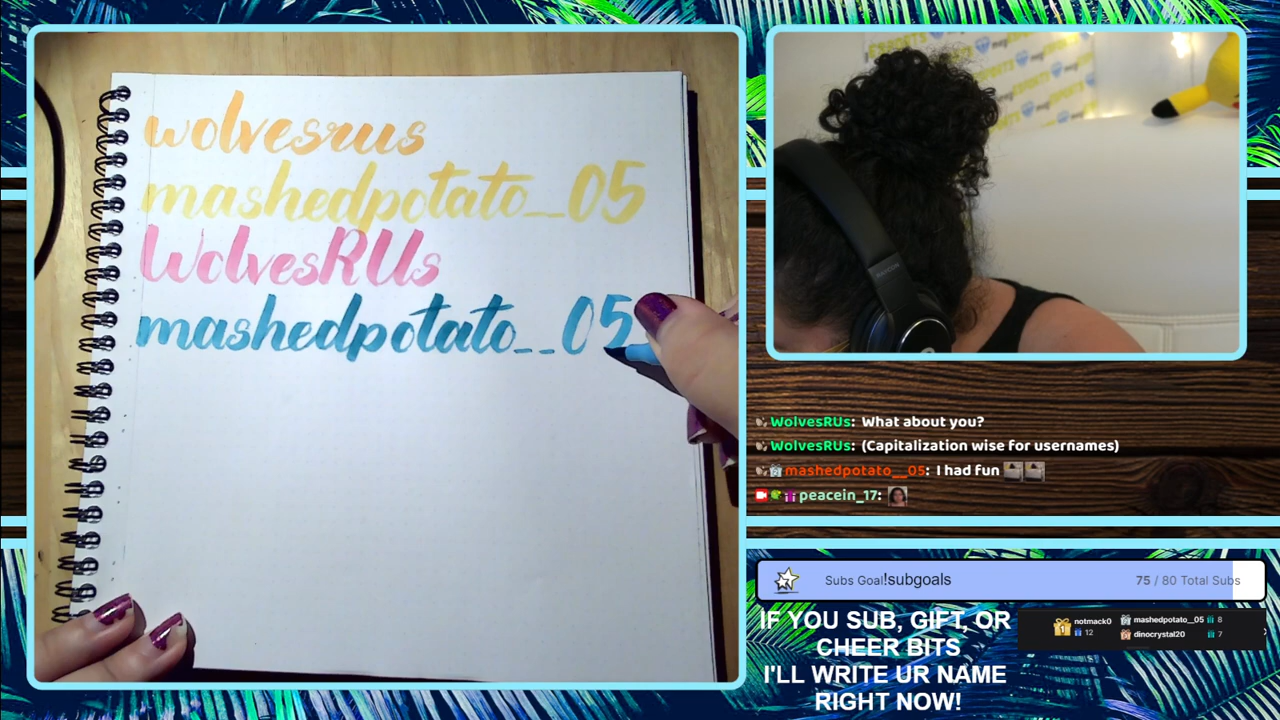 wolvesrus
mashedpotato_05
WolvesRUs
mashedpotato__05
WolvesRUs: What about you?
WolvesRUs: (Capitalization wise for usernames)
mashedpotato__05: I had fun
peacein_17:
Subs Goal!subgoals 75 / 80 Total Subs
IF YOU SUB, GIFT, OR
CHEER BITS
I'LL WRITE UR NAME
RIGHT NOW!
notmack0
12
mashedpotato__05 8
dinocrystal20 7